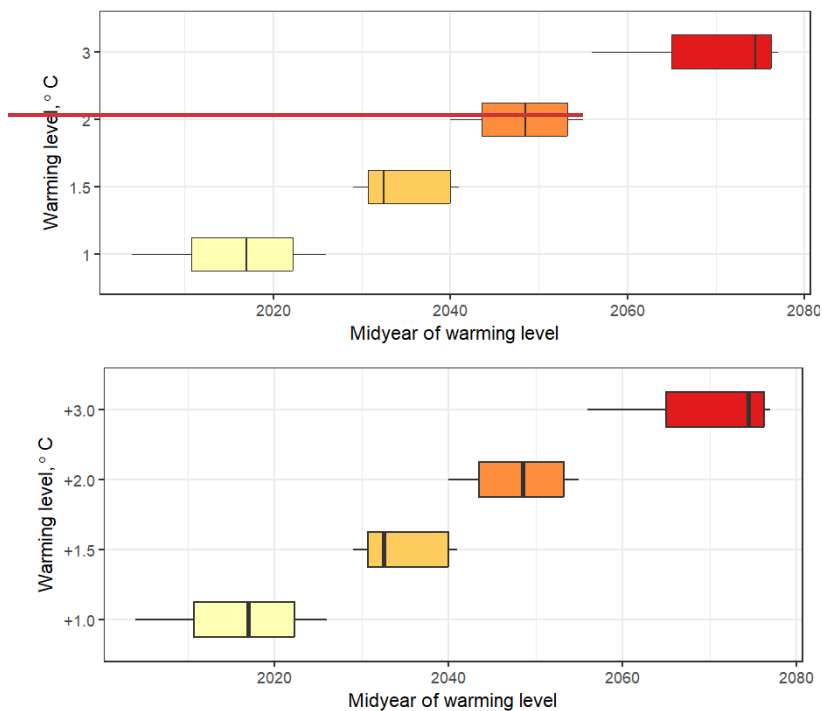 3
2
1.5
1
Warming level,° C
2020 2040 2060 2080
Midyear of warming level
+3.0
+2.0
+1.5
+1.0
Warming level,° C
2020 2040 2060 2080
Midyear of warming level